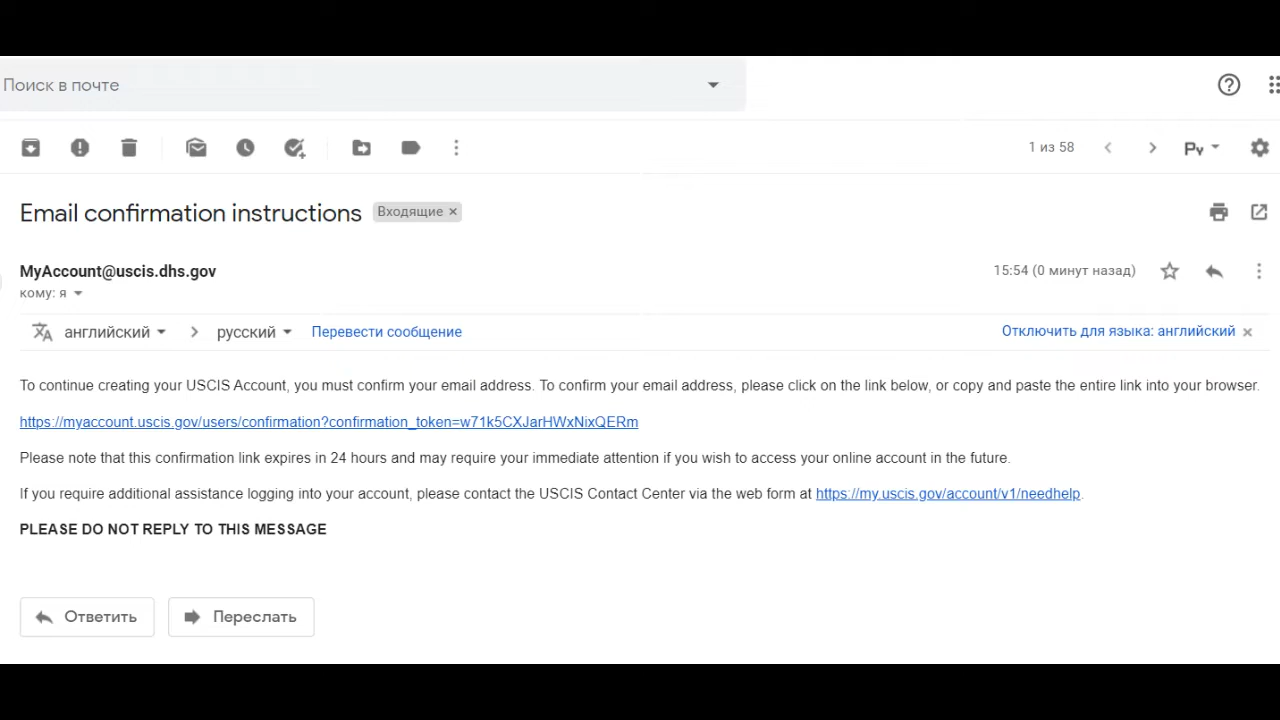 Поиск в почте
1 из 58
Ру
Email confirmation instructions Входящие ×
MyAccount@uscis.dhs.gov 15:54 (0 минут назад)
кому: я
английский русский Перевести сообщение Отключить для языка: английский ×
To continue creating your USCIS Account, you must confirm your email address. To confirm your email address, please click on the link below, or copy and paste the entire link into your browser.
https://myaccount.uscis.gov/users/confirmation?confirmation_token=w71k5CXJarHWxNixQERm
Please note that this confirmation link expires in 24 hours and may require your immediate attention if you wish to access your online account in the future.
If you require additional assistance logging into your account, please contact the USCIS Contact Center via the web form at https://my.uscis.gov/account/v1/needhelp.
PLEASE DO NOT REPLY TO THIS MESSAGE
Ответить Переслать